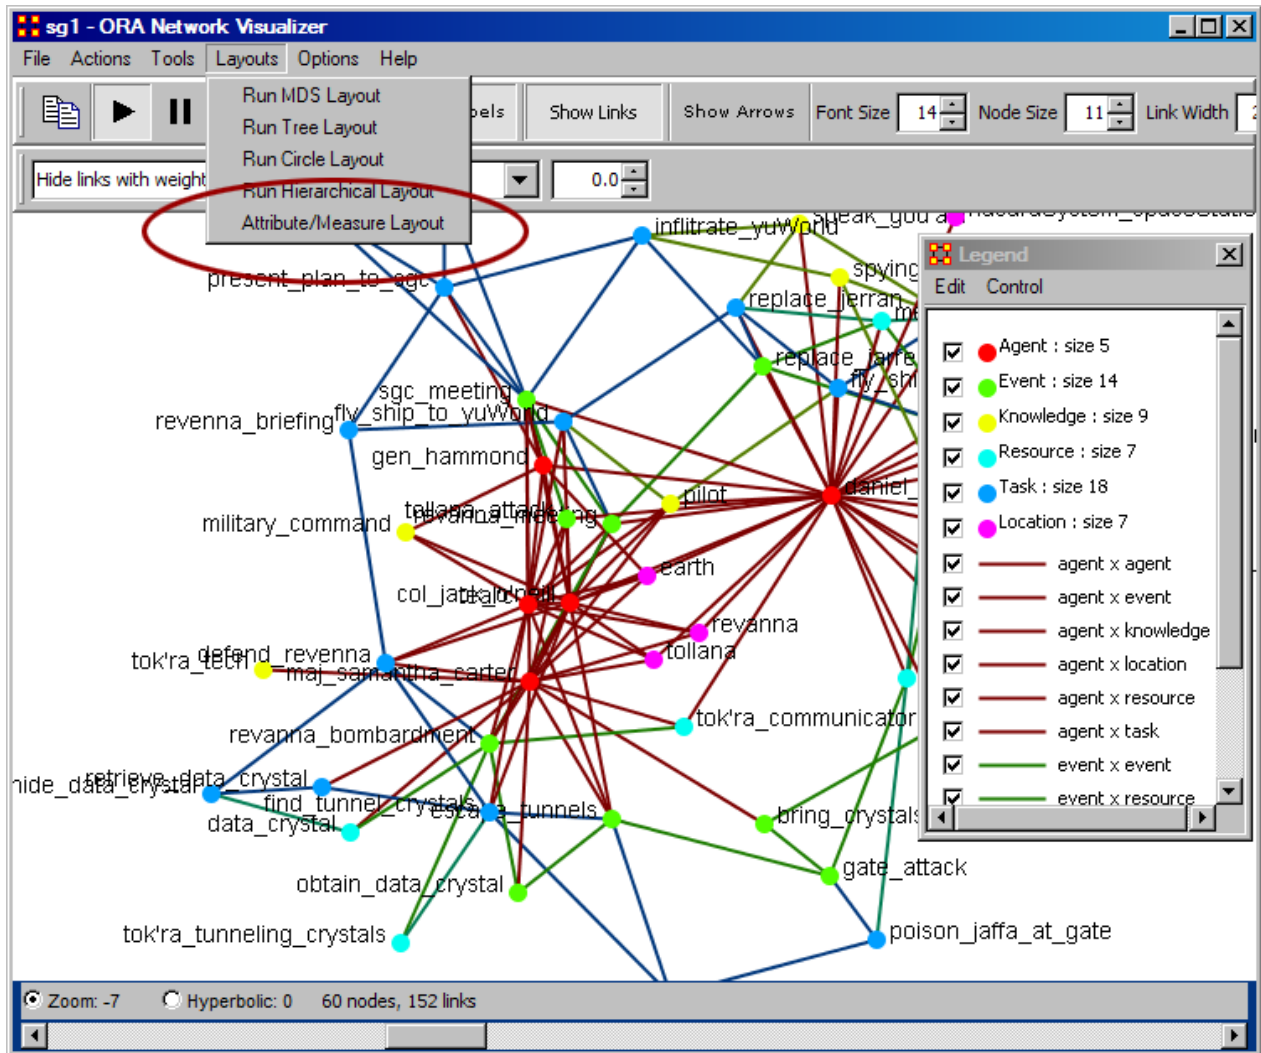 sg1 - ORA Network Visualizer
File Actions Tools Layouts Options Help
Run MDS Layout
Run Tree Layout
Run Circle Layout
Run Hierarchical Layout
Attribute/Measure Layout
Show Links Show Arrows Font Size 14 Node Size 11 Link Width
Hide links with weight 0.0
inflitrate_yuWorld
present_plan_to_sgc
spying
replace_jerran
sgc_meeting
fly_ship_to_yuWorld
revenna_briefing
gen_hammond
pilot
military_command
revanna_meeting
earth
revanna
tollana
defend_revenna
maj_samantha_carter
tok'ra_communicator
revanna_bombardment
retrieve_data_crystal
find_tunnel_crystals
escape_tunnels
data_crystal
bring_crystals
gate_attack
obtain_data_crystal
tok'ra_tunneling_crystals
poison_jaffa_at_gate
Legend
Edit Control
Agent : size 5
Event : size 14
Knowledge : size 9
Resource : size 7
Task : size 18
Location : size 7
agent x agent
agent x event
agent x knowledge
agent x location
agent x resource
agent x task
event x event
event x resource
Zoom: -7 Hyperbolic: 0 60 nodes, 152 links